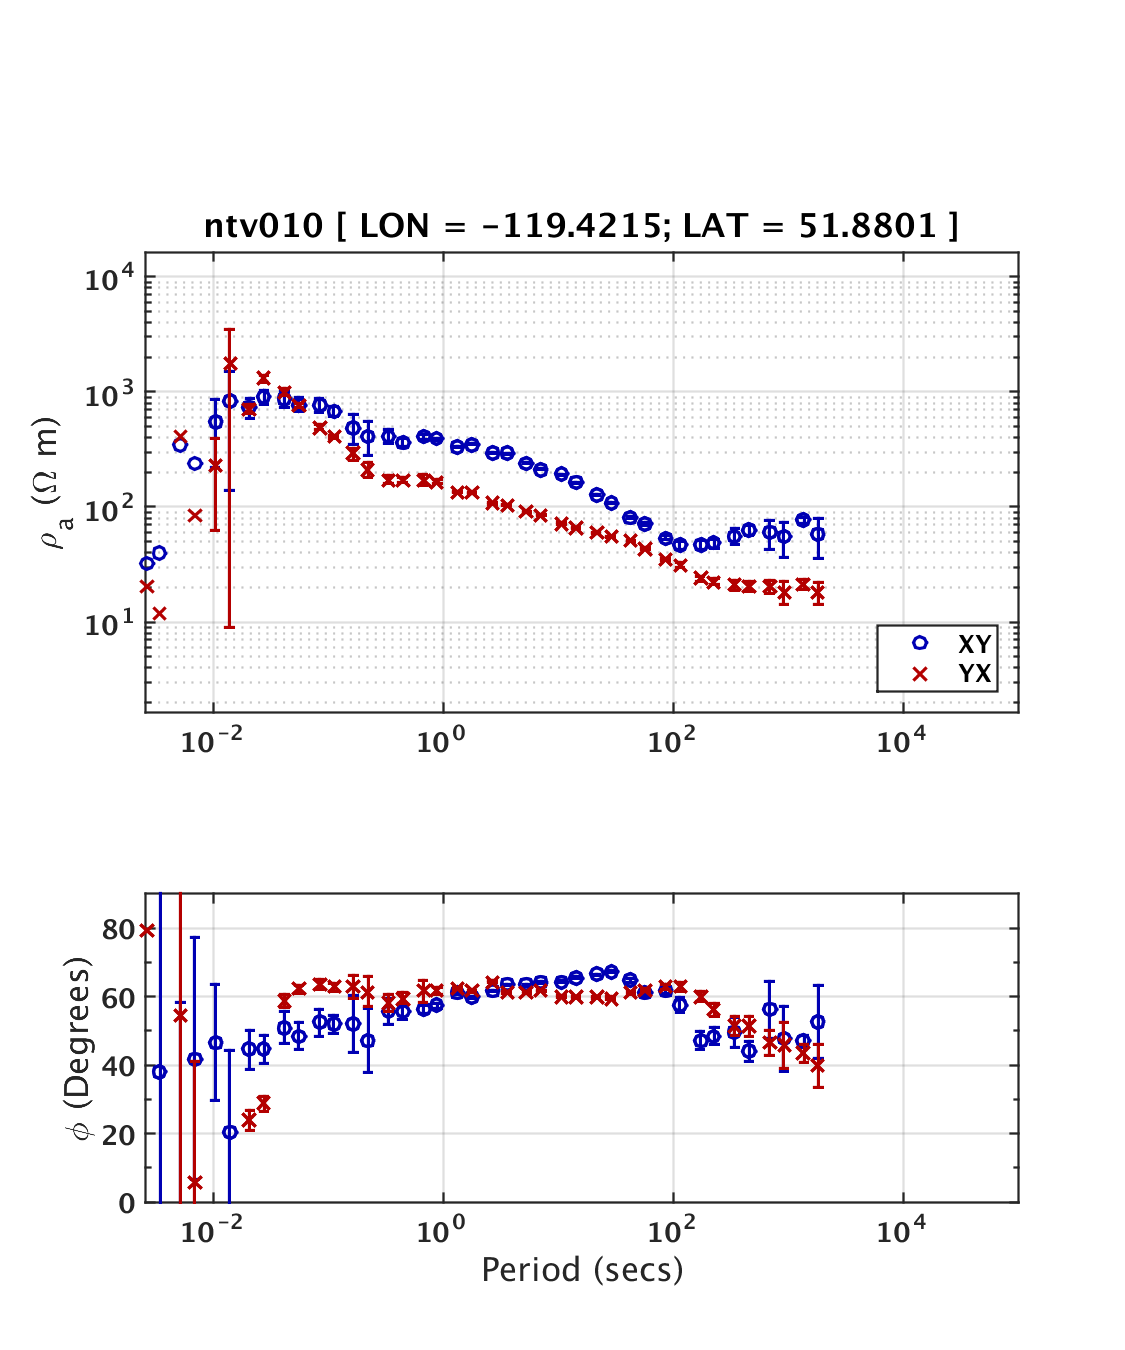 ntv010 [ LON = -119.4215; LAT = 51.8801 ]
ρa (Ω m)
10^4
10^3
10^2
10^1
10^-2
10^0
10^2
10^4
XY
YX
ϕ (Degrees)
80
60
40
20
0
10^-2
10^0
10^2
10^4
Period (secs)